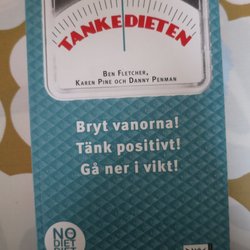 TANKEDIETEN
BEN FLETCHER,
KAREN PINE OCH DANNY PENMAN
Bryt vanorna!
Tänk positivt!
Gå ner i vikt!
NO
DIET